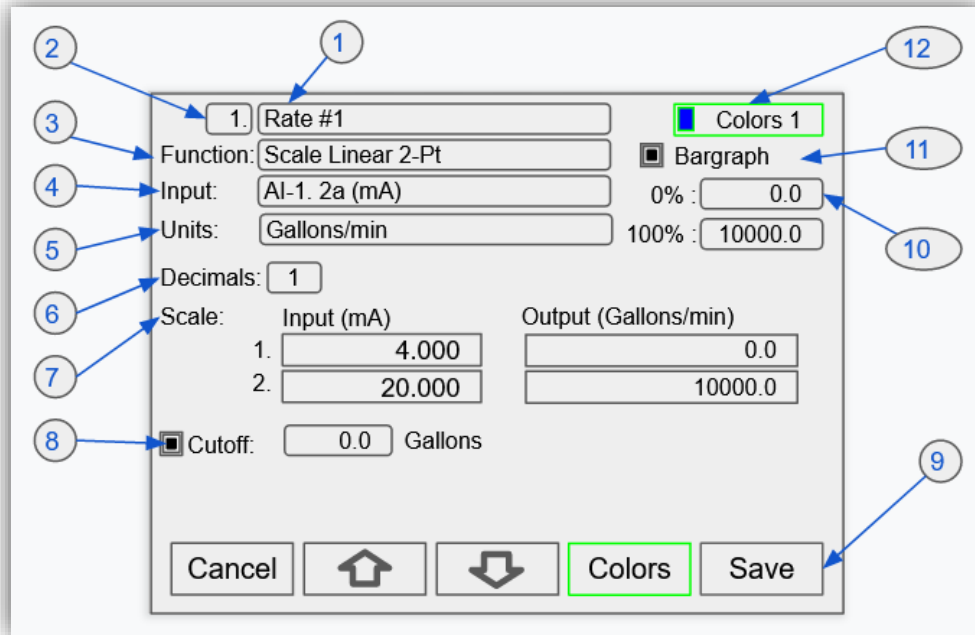 2 1 12
1. Rate #1 Colors 1
3 Function: Scale Linear 2-Pt Bargraph 11
4 Input: AI-1. 2a (mA) 0% : 0.0
5 Units: Gallons/min 100% : 10000.0 10
6 Decimals: 1
7 Scale: Input (mA) Output (Gallons/min)
1. 4.000 0.0
2. 20.000 10000.0
8 Cutoff: 0.0 Gallons
9
Cancel Colors Save